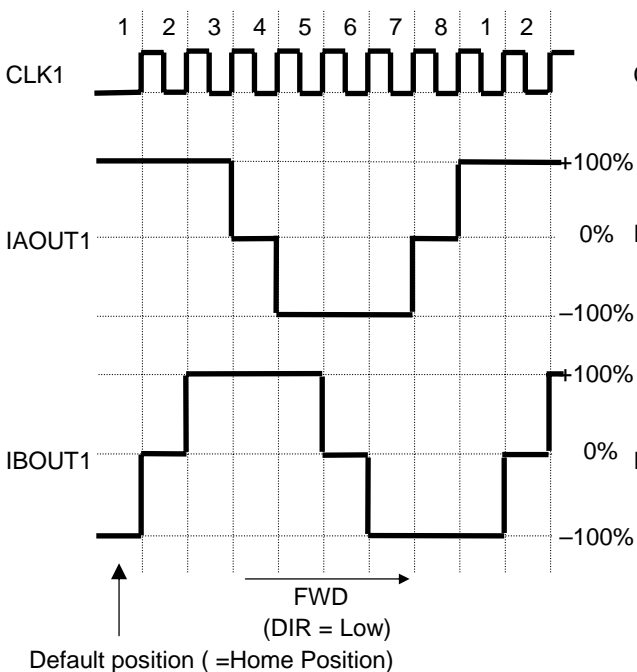 1 2 3 4 5 6 7 8 1 2
CLK1
+100%
IAOUT1
0%
–100%
+100%
IBOUT1
0%
–100%
FWD
(DIR = Low)
Default position ( =Home Position)